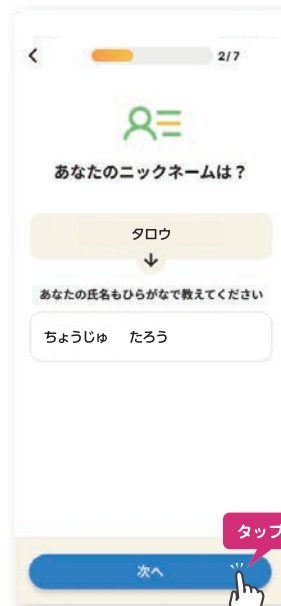 2/7
あなたのニックネームは？
タロウ
あなたの氏名もひらがなで教えてください
ちょうじゅ たろう
タップ
次へ